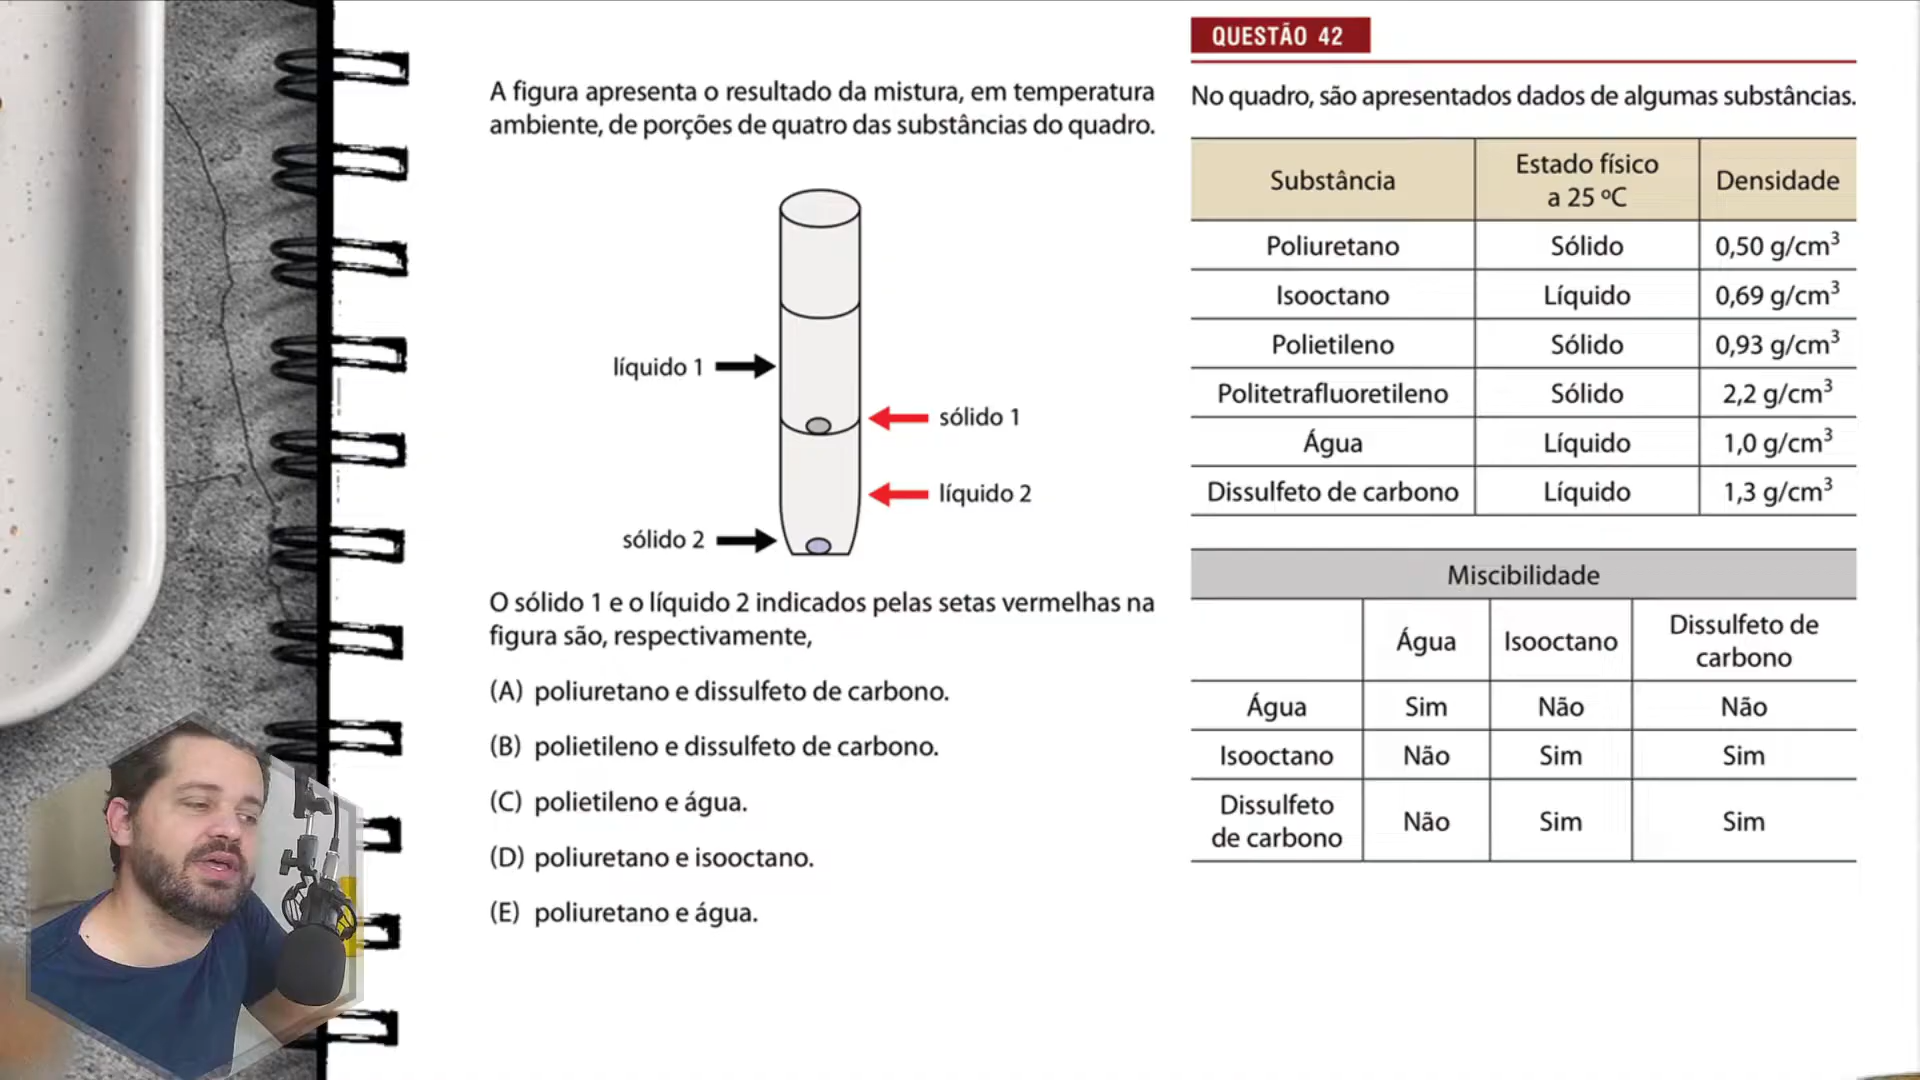 A figura apresenta o resultado da mistura, em temperatura
ambiente, de porções de quatro das substâncias do quadro.
líquido 1
sólido 1
líquido 2
sólido 2
O sólido 1 e o líquido 2 indicados pelas setas vermelhas na
figura são, respectivamente,
(A) poliuretano e dissulfeto de carbono.
(B) polietileno e dissulfeto de carbono.
(C) polietileno e água.
(D) poliuretano e isooctano.
(E) poliuretano e água.
QUESTÃO 42
No quadro, são apresentados dados de algumas substâncias.
Substância Estado físico a 25 ºC Densidade
Poliuretano Sólido 0,50 g/cm³
Isooctano Líquido 0,69 g/cm³
Polietileno Sólido 0,93 g/cm³
Politetrafluoretileno Sólido 2,2 g/cm³
Água Líquido 1,0 g/cm³
Dissulfeto de carbono Líquido 1,3 g/cm³
Miscibilidade
Água Isooctano Dissulfeto de carbono
Água Sim Não Não
Isooctano Não Sim Sim
Dissulfeto de carbono Não Sim Sim